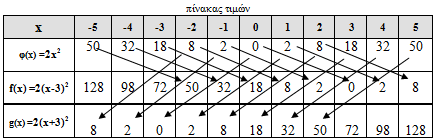 πίνακας τιμών
x -5 -4 -3 -2 -1 0 1 2 3 4 5
φ(x) =2x² 50 32 18 8 2 0 2 8 18 32 50
f(x) =2(x-3)² 128 98 72 50 32 18 8 2 0 2 8
g(x)=2(x+3)² 8 2 0 2 8 18 32 50 72 98 128